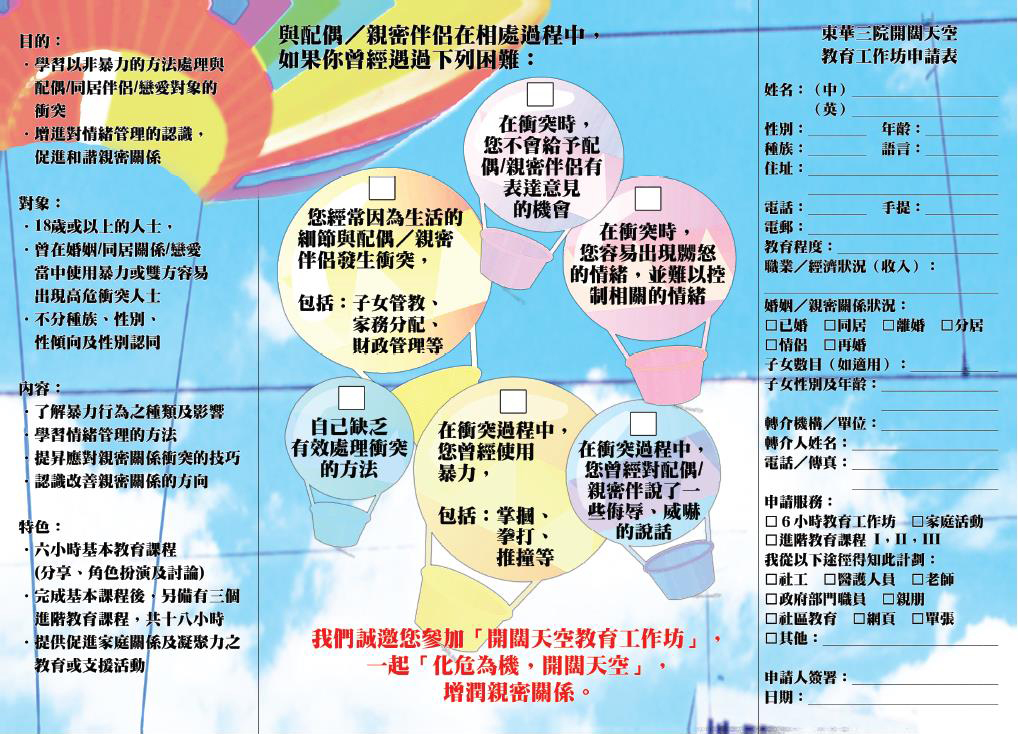 目的：
·學習以非暴力的方法處理與
配偶/同居伴侶/戀愛對象的
衝突
·增進對情緒管理的認識，
促進和諧親密關係
對象：
·18歲或以上的人士，
·曾在婚姻/同居關係/戀愛
當中使用暴力或雙方容易
出現高危衝突人士
·不分種族、性別、
性傾向及性別認同
內容：
·了解暴力行為之種類及影響
·學習情緒管理的方法
·提昇應對親密關係衝突的技巧
·認識改善親密關係的方向
特色：
·六小時基本教育課程
(分享、角色扮演及討論)
·完成基本課程後，另備有三個
進階教育課程，共十八小時
·提供促進家庭關係及凝聚力之
教育或支援活動
與配偶／親密伴侶在相處過程中，
如果你曾經遇過下列困難：
在衝突時，
您不會給予配
偶/親密伴侶有
表達意見
的機會
您經常因為生活的
細節與配偶／親密
伴侶發生衝突，
包括：子女管教、
家務分配、
財政管理等
在衝突時，
您容易出現嬲怒
的情緒，並難以控
制相關的情緒
自己缺乏
有效處理衝突
的方法
在衝突過程中，
您曾經使用
暴力，
包括：掌摑、
拳打、
推撞等
在衝突過程中，
您曾經對配偶/
親密伴說了一
些侮辱、威嚇
的說話
我們誠邀您參加「開闊天空教育工作坊」，
一起「化危為機，開闊天空」，
增潤親密關係。
東華三院開闊天空
教育工作坊申請表
姓名：（中）
（英）
性別： 年齡：
種族： 語言：
住址：
電話： 手提：
電郵：
教育程度：
職業／經濟狀況（收入）：
婚姻／親密關係狀況：
□已婚 □同居 □離婚 □分居
□情侶 □再婚
子女數目（如適用）：
子女性別及年齡：
轉介機構／單位：
轉介人姓名：
電話／傳真：
申請服務：
□ 6 小時教育工作坊 □家庭活動
□進階教育課程 I，II，III
我從以下途徑得知此計劃：
□社工 □醫護人員 □老師
□政府部門職員 □親朋
□社區教育 □網頁 □單張
□其他：
申請人簽署：
日期：